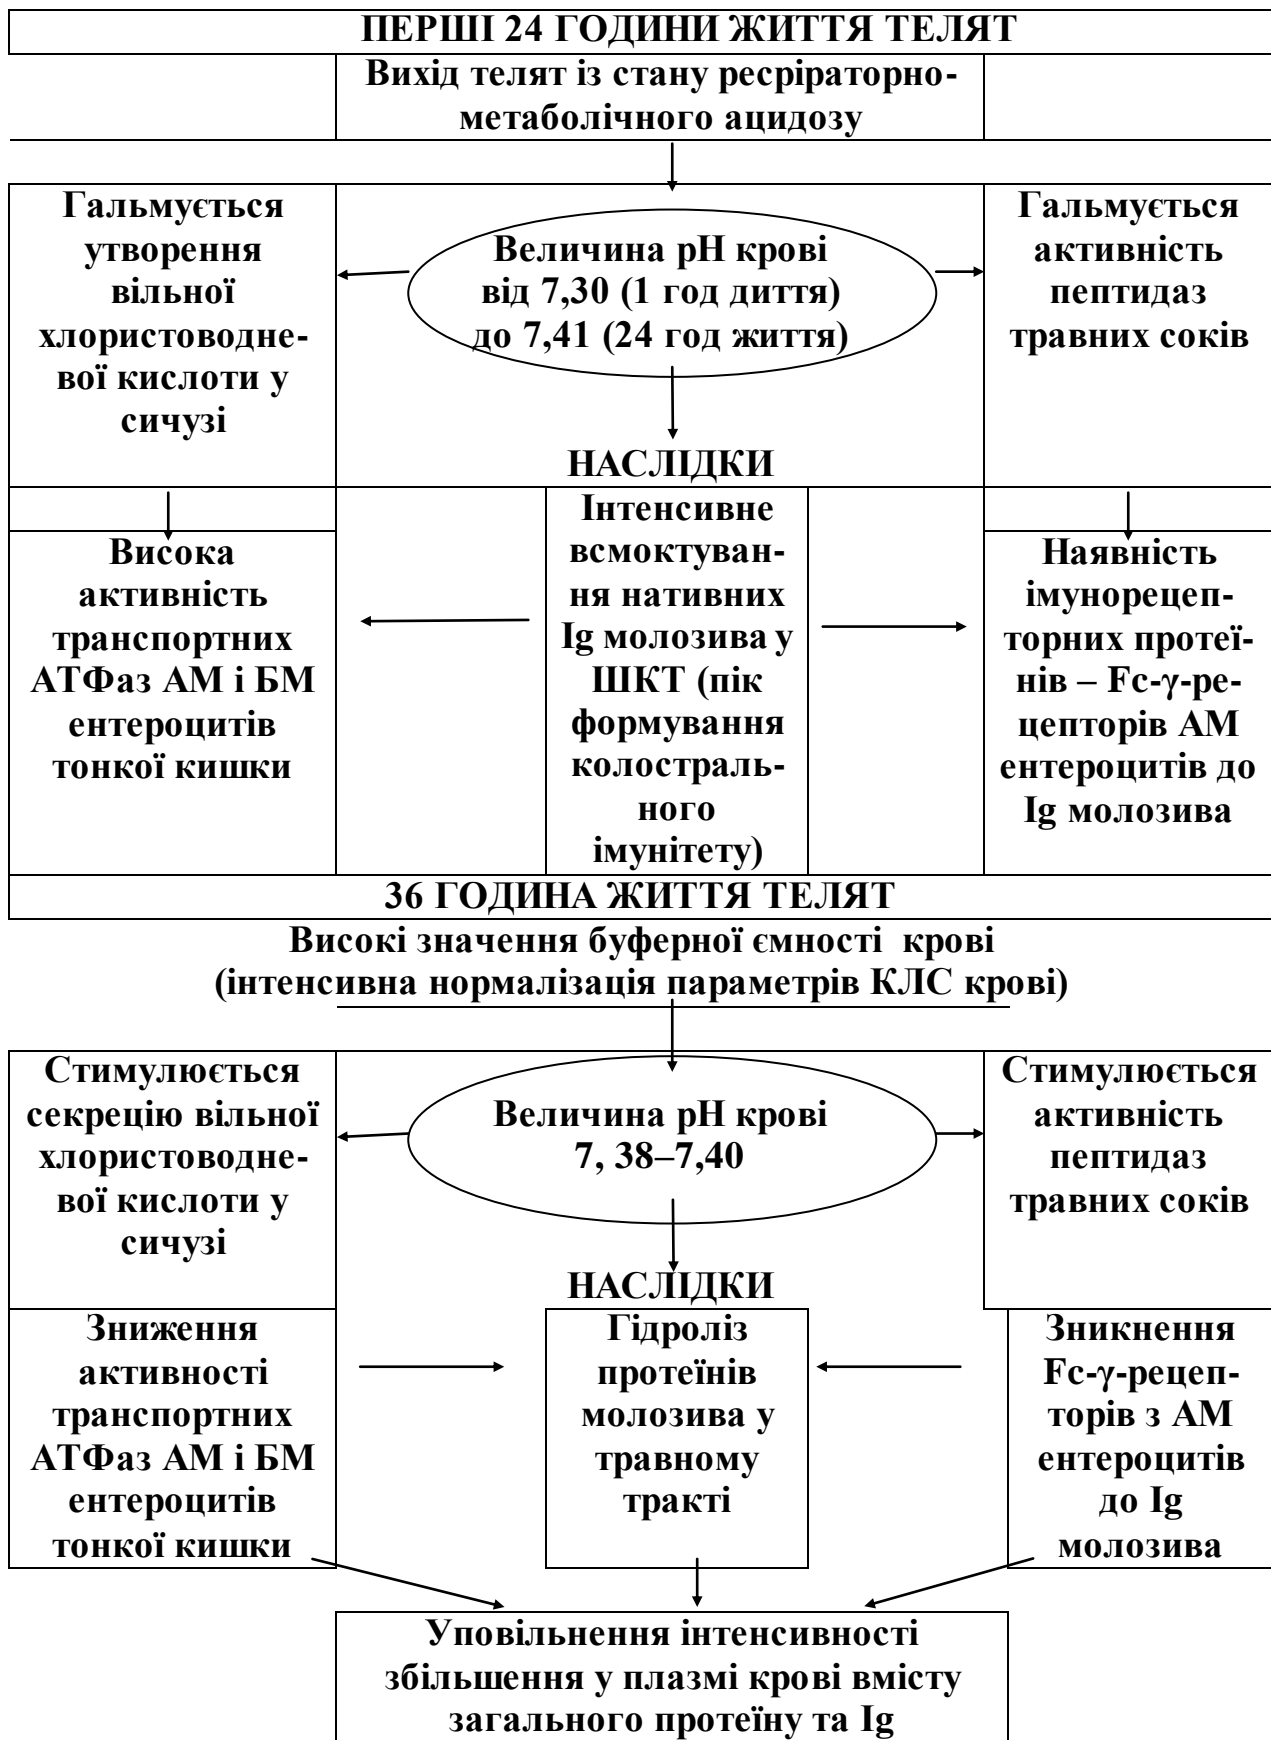 ПЕРШІ 24 ГОДИНИ ЖИТТЯ ТЕЛЯТ
Вихід телят із стану ресріраторно-
метаболічного ацидозу
Гальмується
утворення
вільної
хлористоводне-
вої кислоти у
сичузі
Величина рН крові
від 7,30 (1 год диття)
до 7,41 (24 год життя)
Гальмується
активність
пептидаз
травних соків
НАСЛІДКИ
Висока
активність
транспортних
АТФаз АМ і БМ
ентероцитів
тонкої кишки
Інтенсивне
всмоктуван-
ня нативних
Ig молозива у
ШКТ (пік
формування
колостраль-
ного
імунітету)
Наявність
імунорецеп-
торних протеї-
нів – Fc-γ-ре-
цепторів АМ
ентероцитів до
Ig молозива
36 ГОДИНА ЖИТТЯ ТЕЛЯТ
Високі значення буферної ємності крові
(інтенсивна нормалізація параметрів КЛС крові)
Стимулюється
секрецію вільної
хлористоводне-
вої кислоти у
сичузі
Величина рН крові
7, 38–7,40
Стимулюється
активність
пептидаз
травних соків
НАСЛІДКИ
Зниження
активності
транспортних
АТФаз АМ і БМ
ентероцитів
тонкої кишки
Гідроліз
протеїнів
молозива у
травному
тракті
Зникнення
Fc-γ-рецеп-
торів з АМ
ентероцитів
до Ig
молозива
Уповільнення інтенсивності
збільшення у плазмі крові вмісту
загального протеїну та Ig